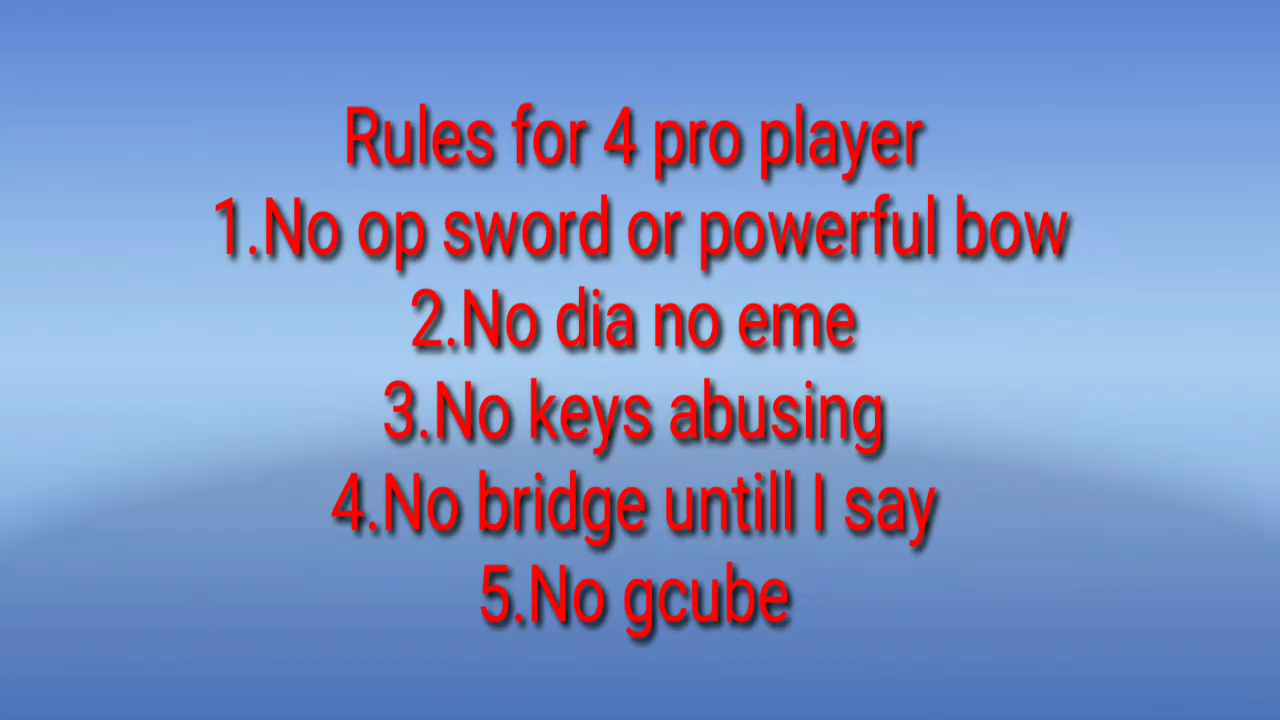 Rules for 4 pro player
1.No op sword or powerful bow
2.No dia no eme
3.No keys abusing
4.No bridge untill I say
5.No gcube